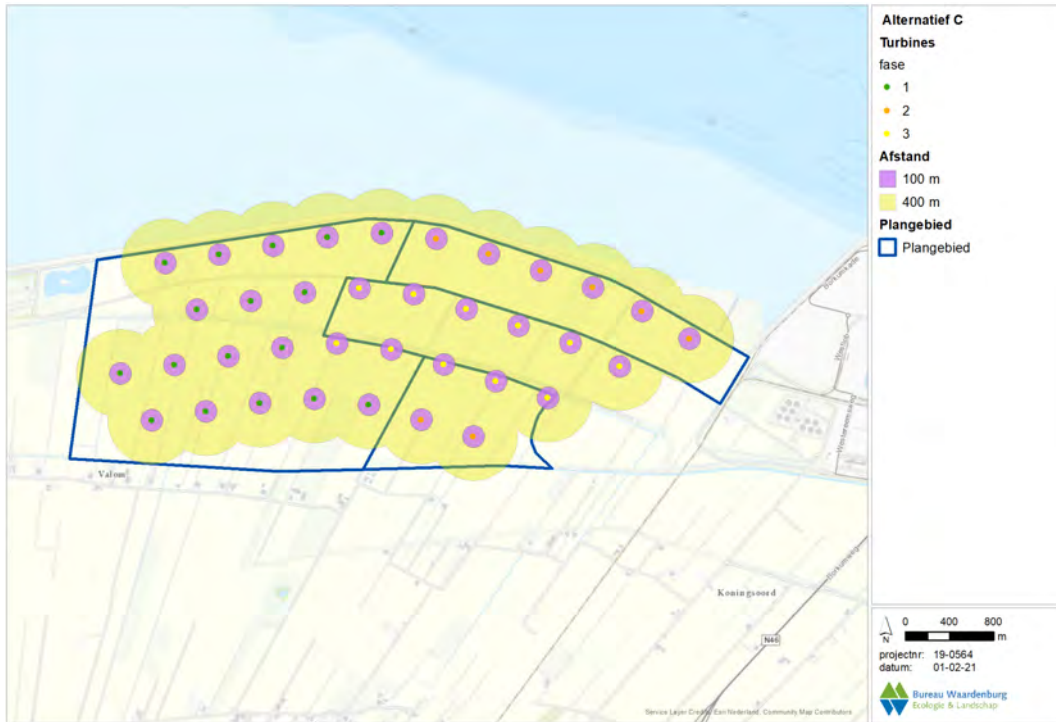 Alternatief C
Turbines
fase
1
2
3
Afstand
100 m
400 m
Plangebied
Plangebied
Valom
Koningsoord
N46
N
0 400 800
m
projectnr: 19-0564
datum: 01-02-21
Bureau Waardenburg
Ecologie & Landschap
Service Layer Credits: Esri Nederland, Community Map Contributors